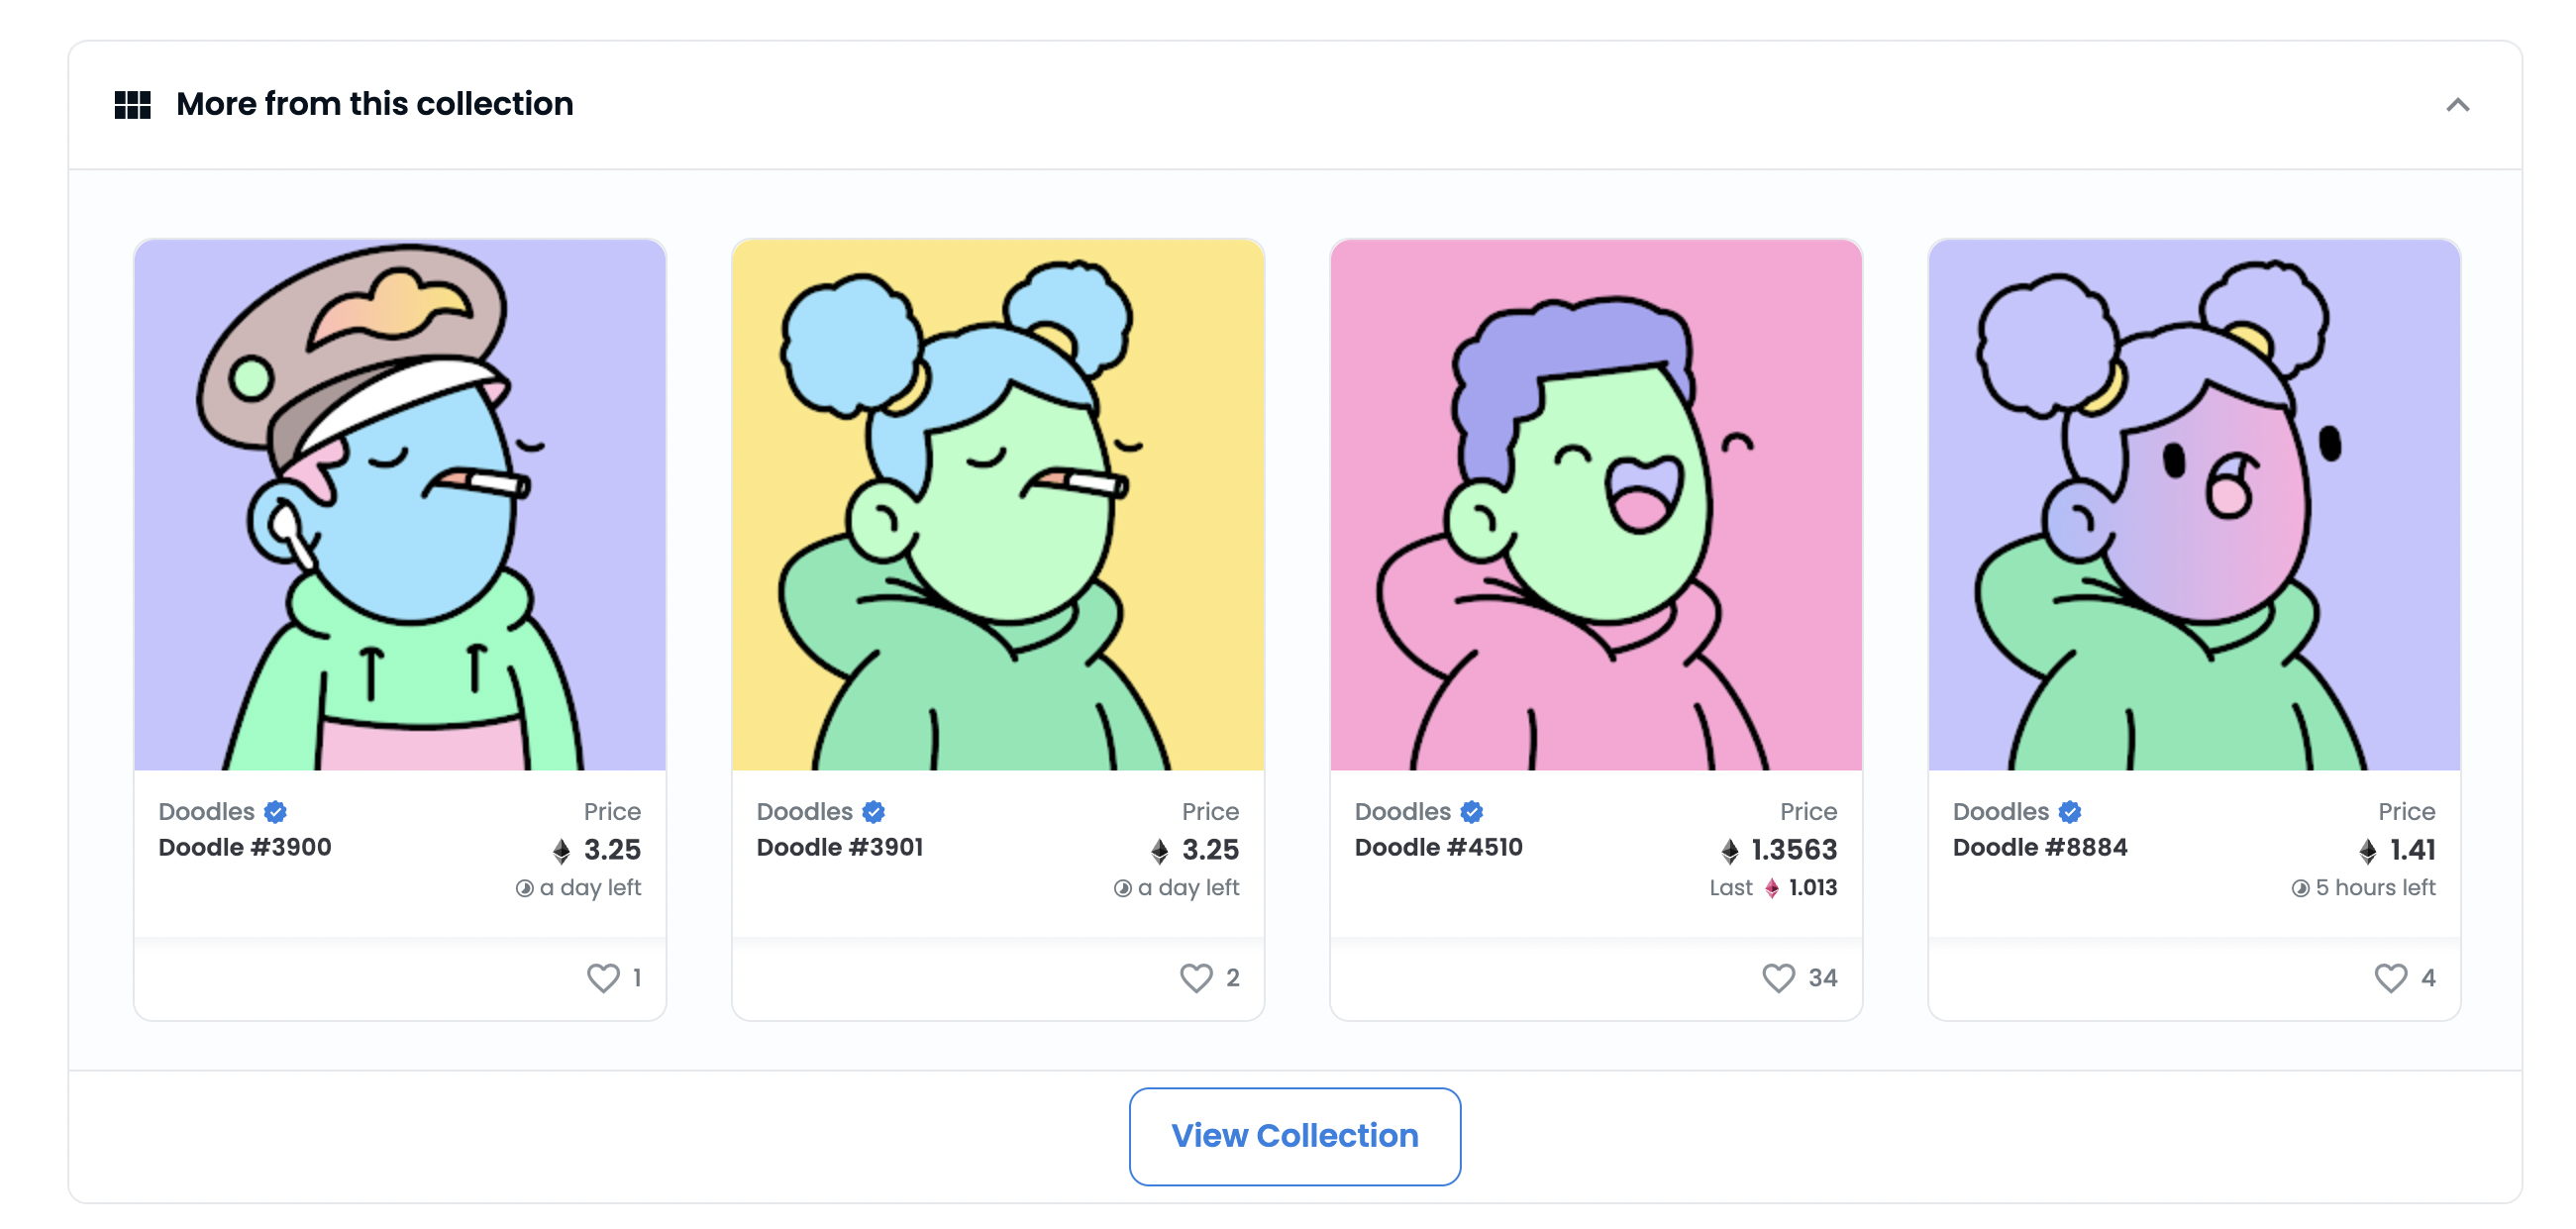 More from this collection
Doodles Price
Doodle #3900 3.25
a day left
1
Doodles Price
Doodle #3901 3.25
a day left
2
Doodles Price
Doodle #4510 1.3563
Last 1.013
34
Doodles Price
Doodle #8884 1.41
5 hours left
4
View Collection